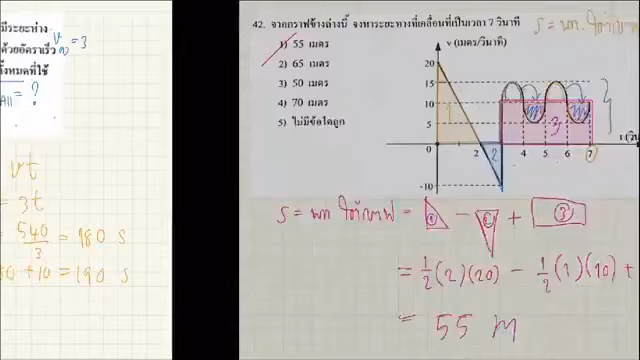 มีระยะห่าง
ด้วยอัตราเร็ว
= 3
ั้งหมดที่ใช้
All = ?
vt
= 3t
= 540/3 = 180 s
80 + 10 = 190 s
42. จากกราฟข้างล่างนี้ จงหาระยะทางที่เคลื่อนที่เป็นเวลา 7 วินาที
s = พท. ใต้กราฟ
1) 55 เมตร
2) 65 เมตร
3) 50 เมตร
4) 70 เมตร
5) ไม่มีข้อใดถูก
v (เมตร/วินาที)
20
15
10
5
0
-10
1
2
3
2 4 5 6 7
t (วิน
s = พท ใต้กราฟ = ① - ② + ③
= 1/2 (2)(20) - 1/2 (1)(10) +
= 55 m